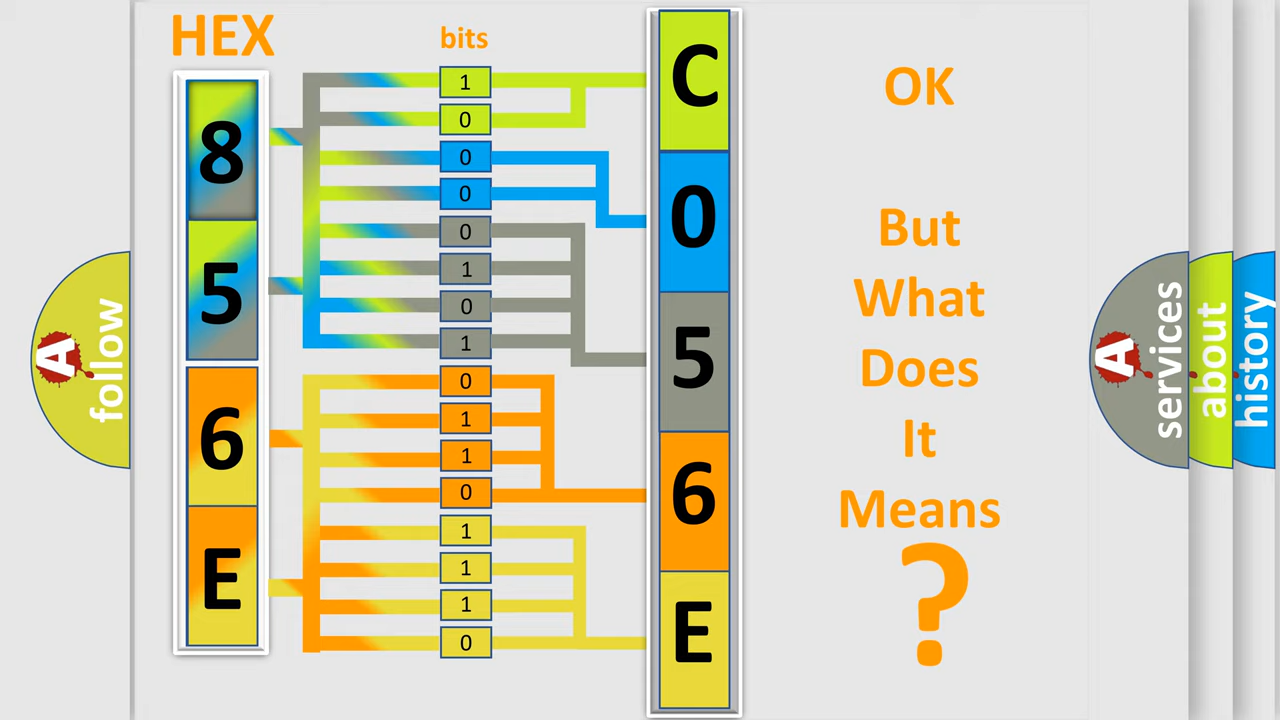 HEX
bits
8
5
6
E
1
0
0
0
0
1
0
1
0
1
1
0
1
1
1
0
C
0
5
6
E
OK
But
What
Does
It
Means
?
A
follow
A
services
about
history